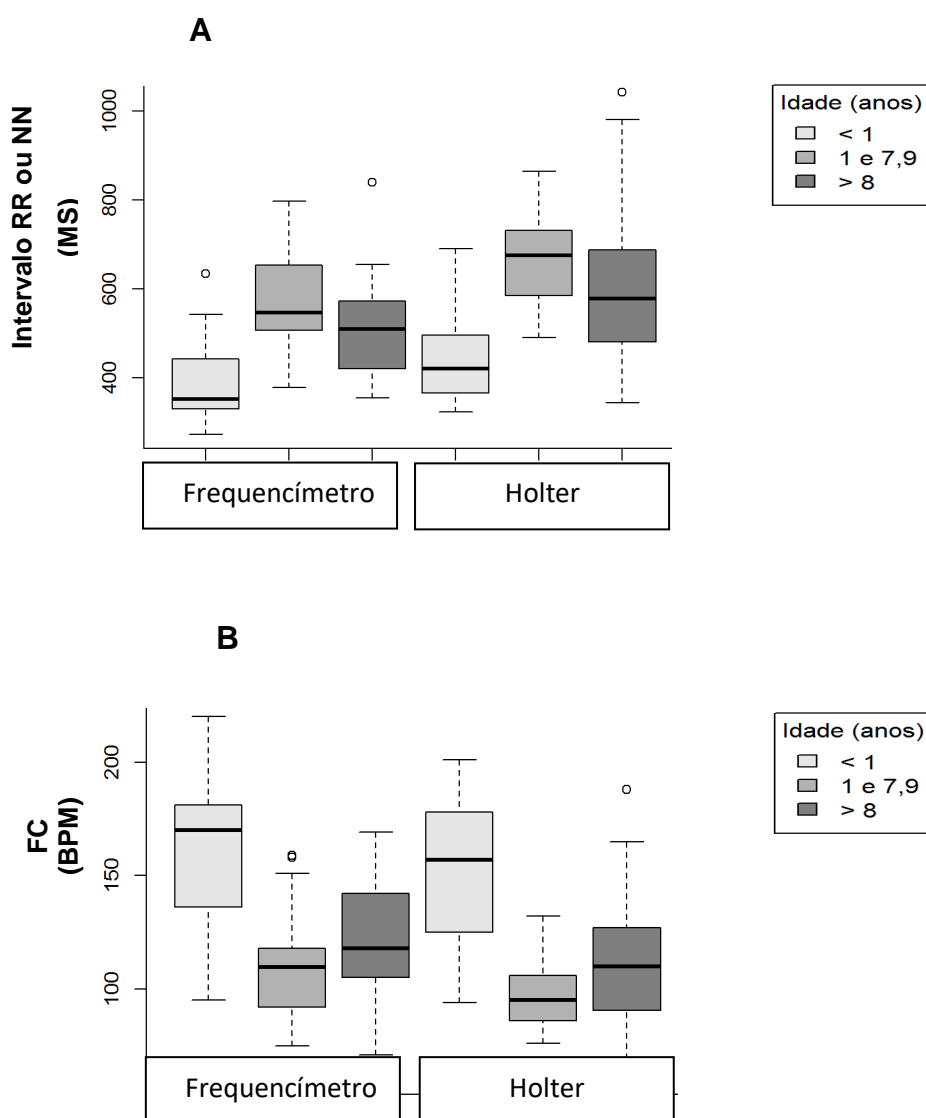 A
Intervalo RR ou NN
(MS)
1000
800
600
400
Idade (anos)
< 1
1 e 7,9
> 8
Frequencímetro
Holter
B
FC
(BPM)
200
150
100
Idade (anos)
< 1
1 e 7,9
> 8
Frequencímetro
Holter